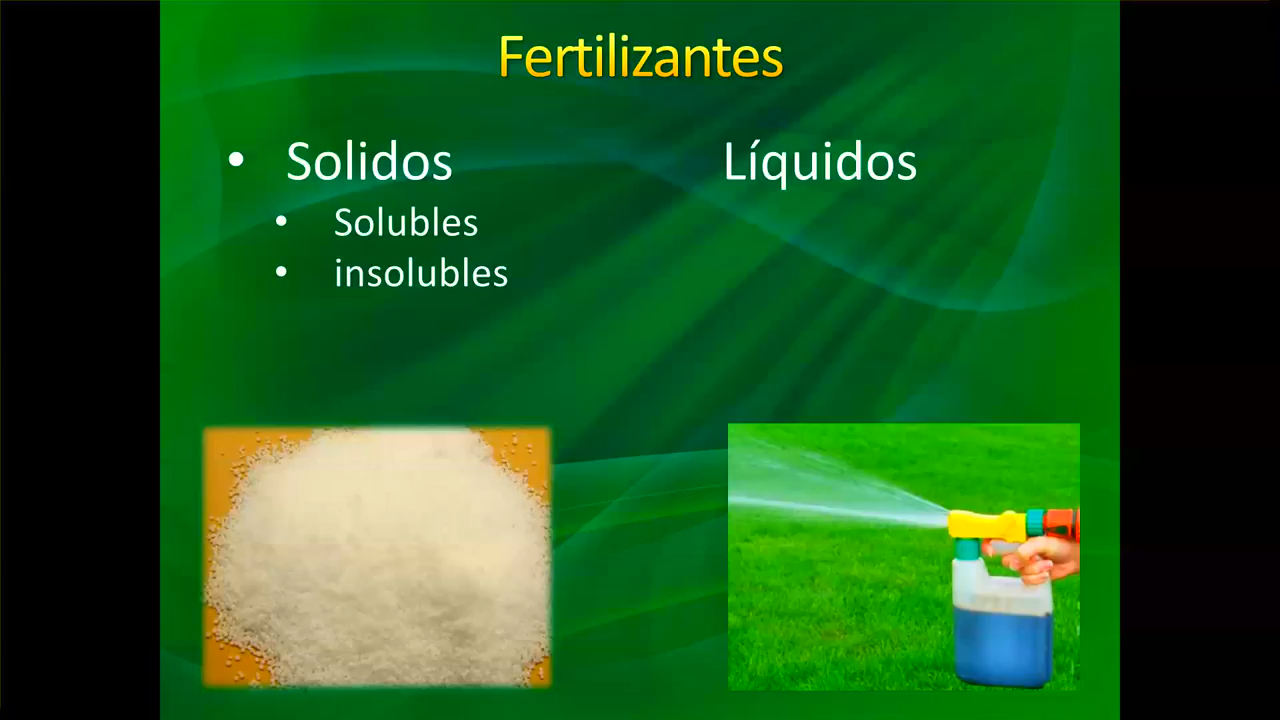 Fertilizantes
• Solidos
• Solubles
• insolubles
Líquidos